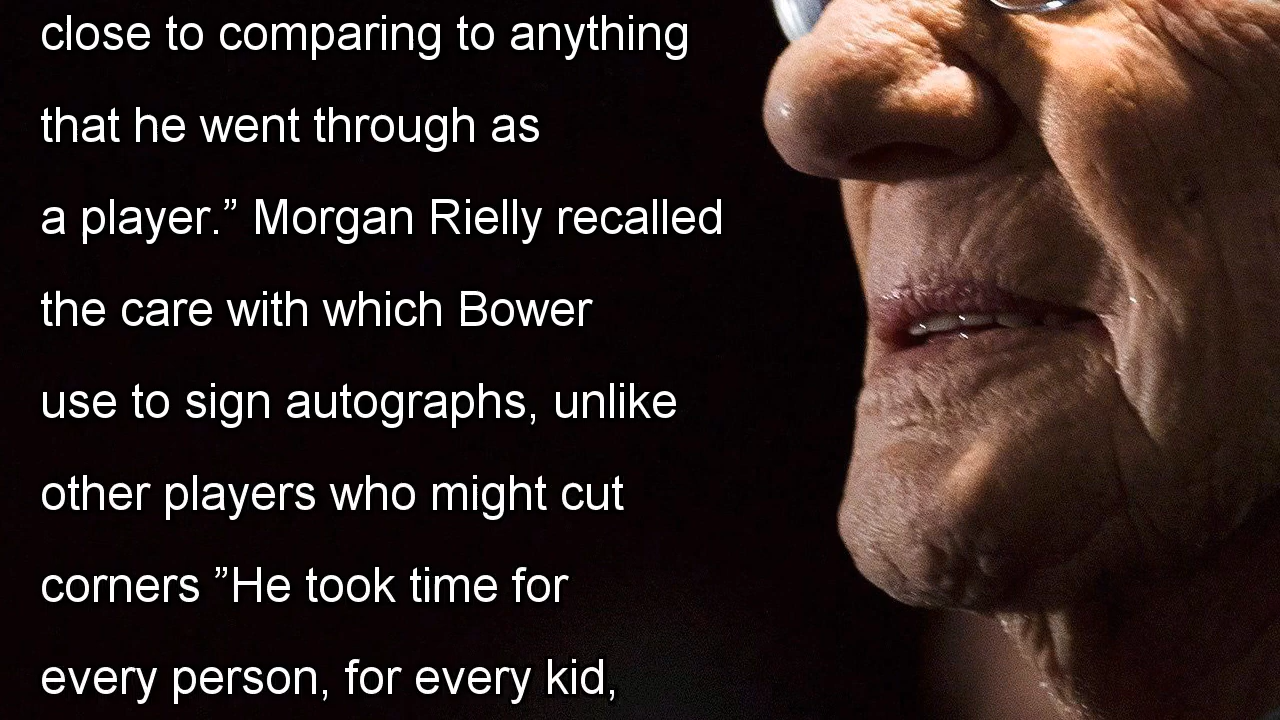 close to comparing to anything
that he went through as
a player.” Morgan Rielly recalled
the care with which Bower
use to sign autographs, unlike
other players who might cut
corners ”He took time for
every person, for every kid,